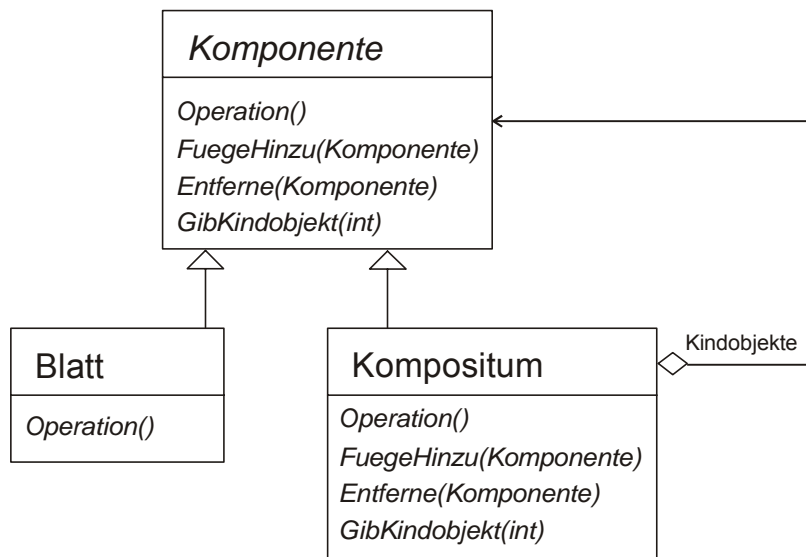 Komponente
Operation()
FuegeHinzu(Komponente)
Entferne(Komponente)
GibKindobjekt(int)
Blatt
Operation()
Kompositum
Operation()
FuegeHinzu(Komponente)
Entferne(Komponente)
GibKindobjekt(int)
Kindobjekte